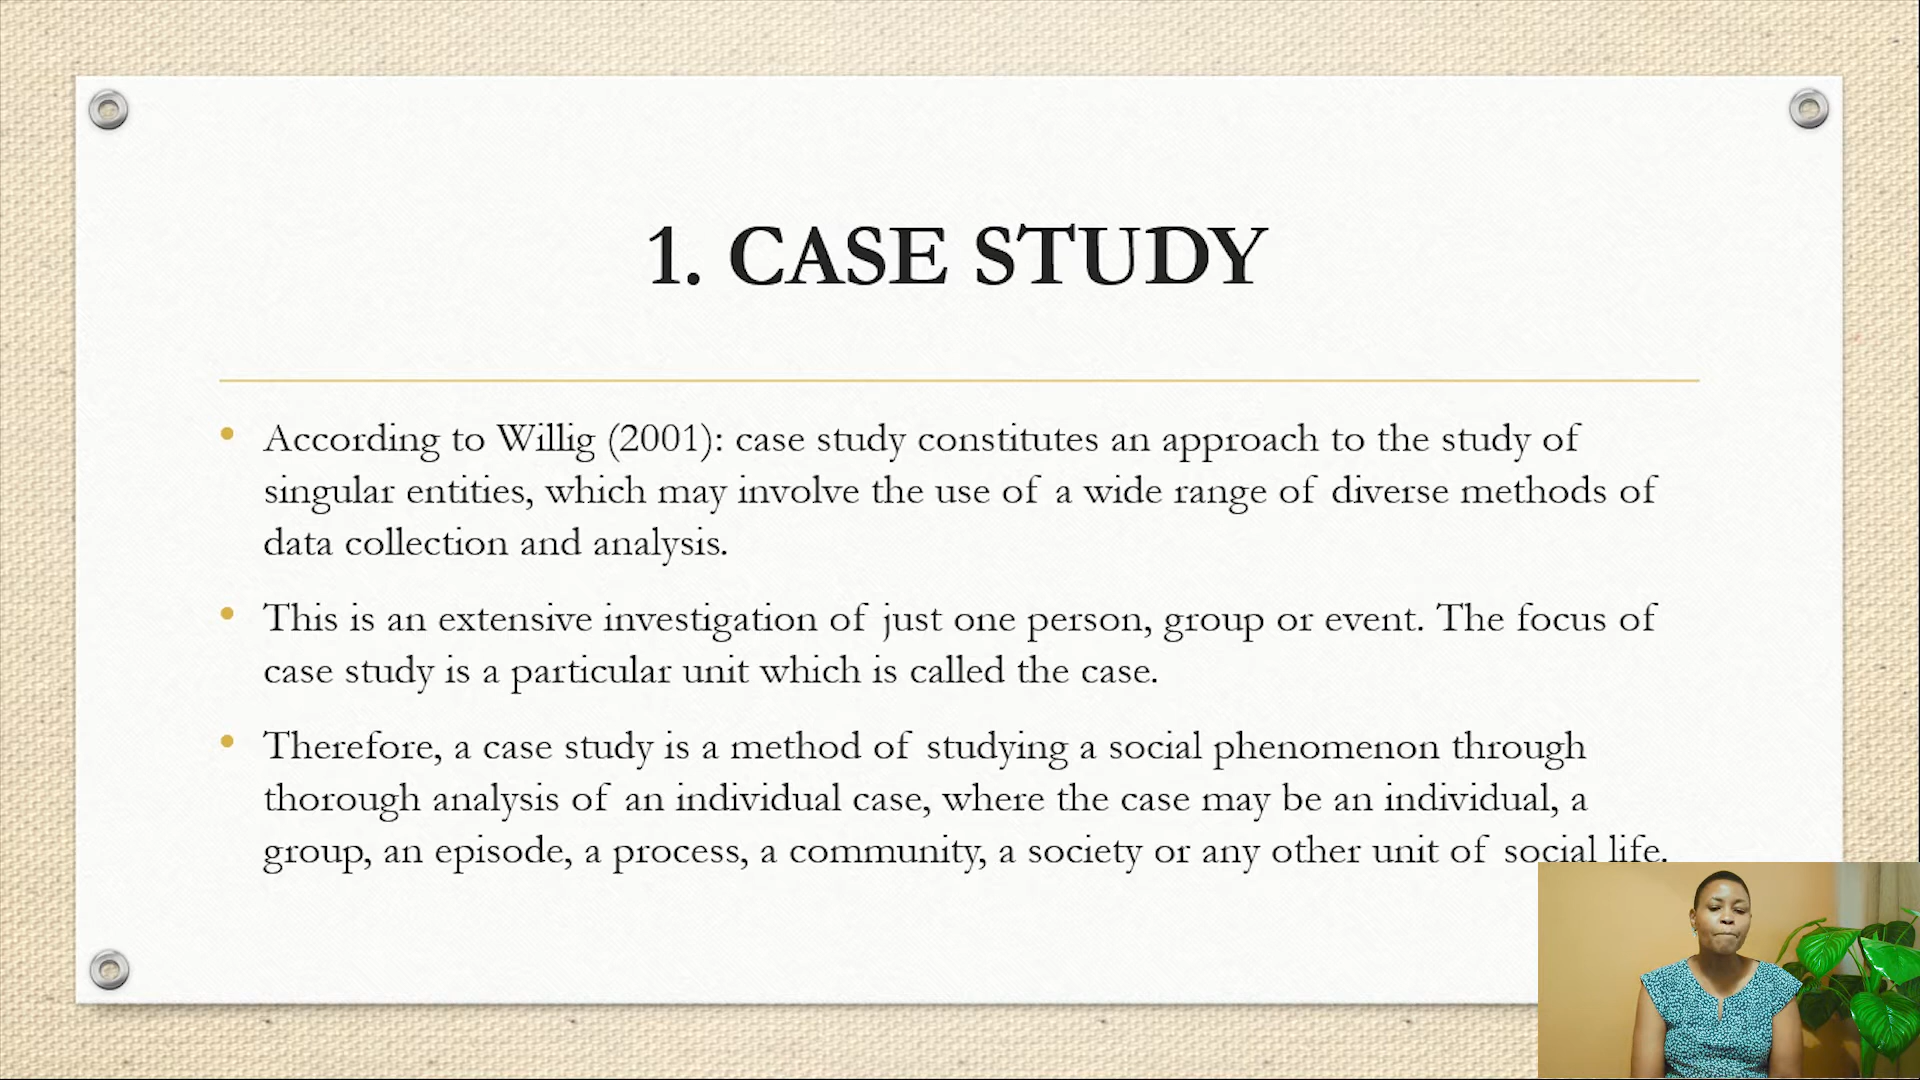 1. CASE STUDY
According to Willig (2001): case study constitutes an approach to the study of
singular entities, which may involve the use of a wide range of diverse methods of
data collection and analysis.
This is an extensive investigation of just one person, group or event. The focus of
case study is a particular unit which is called the case.
Therefore, a case study is a method of studying a social phenomenon through
thorough analysis of an individual case, where the case may be an individual, a
group, an episode, a process, a community, a society or any other unit of social life.